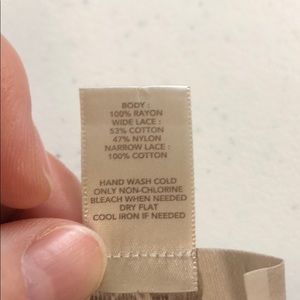 BODY :
100% RAYON
WIDE LACE :
53% COTTON
47% NYLON
NARROW LACE :
100% COTTON
HAND WASH COLD
ONLY NON-CHLORINE
BLEACH WHEN NEEDED
DRY FLAT
COOL IRON IF NEEDED